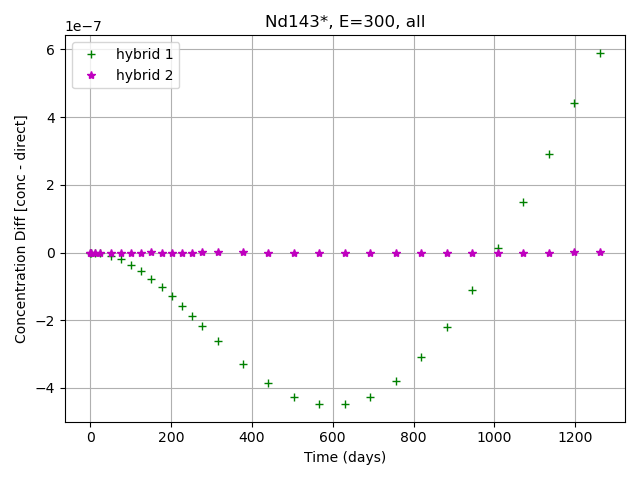 Nd143*, E=300, all
1e−7
hybrid 1
hybrid 2
6
4
2
0
−2
−4
Concentration Diff [conc - direct]
0 200 400 600 800 1000 1200
Time (days)